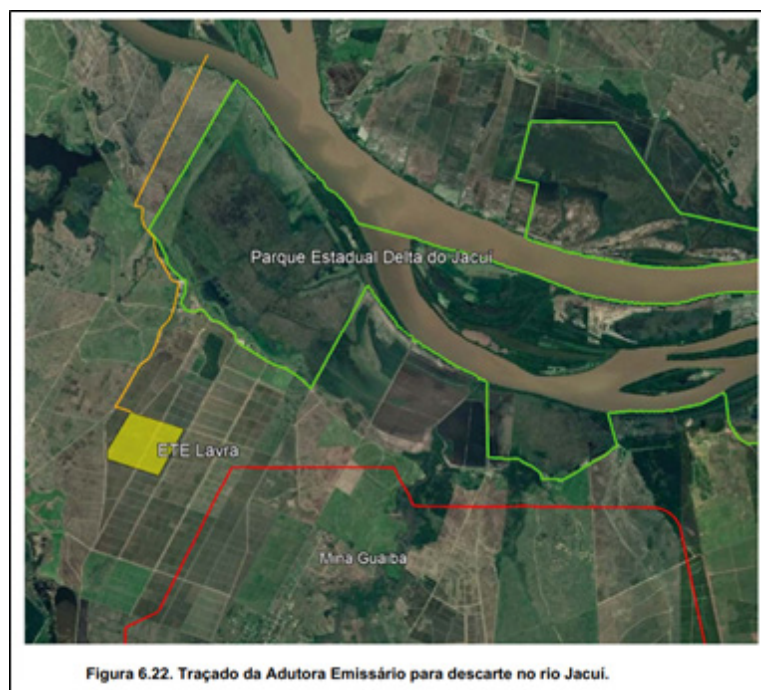 Parque Estadual Delta do Jacuí
ETE Lavra
Mina Guaíba
Figura 6.22. Traçado da Adutora Emissário para descarte no rio Jacuí.